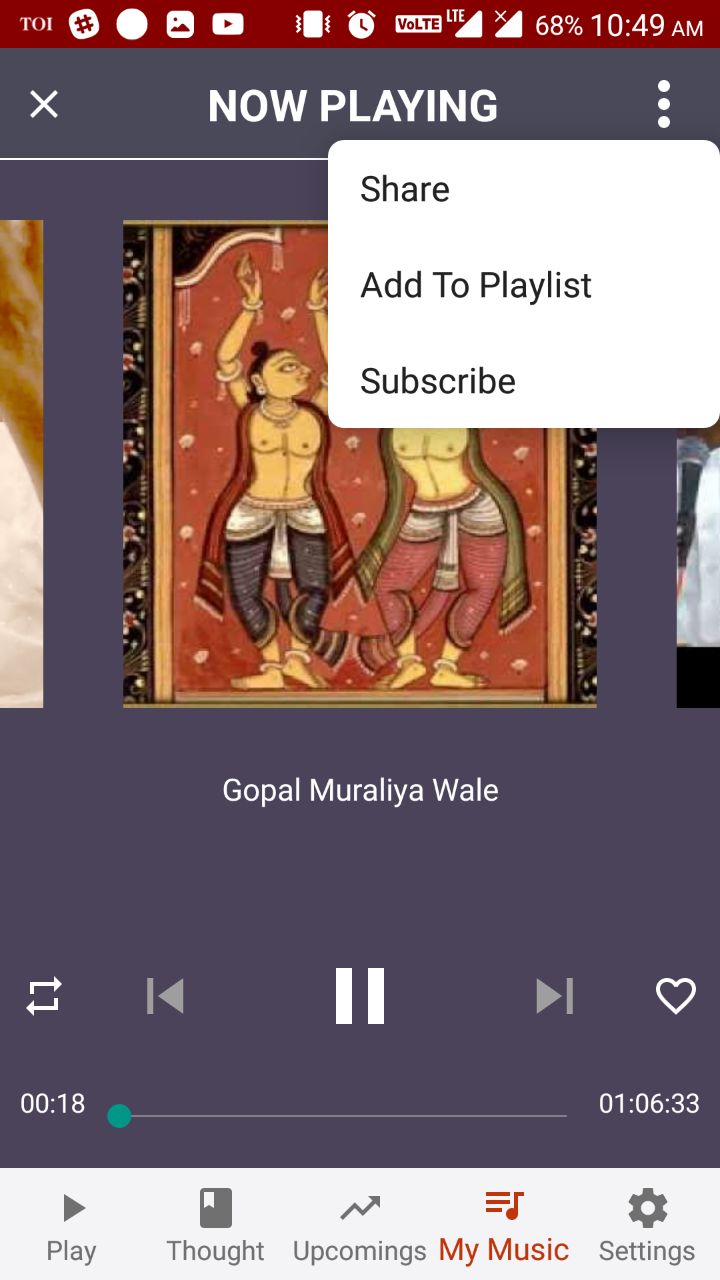 TOI VoLTE LTE 68% 10:49 AM
NOW PLAYING
Share
Add To Playlist
Subscribe
Gopal Muraliya Wale
00:18 01:06:33
Play Thought Upcomings My Music Settings